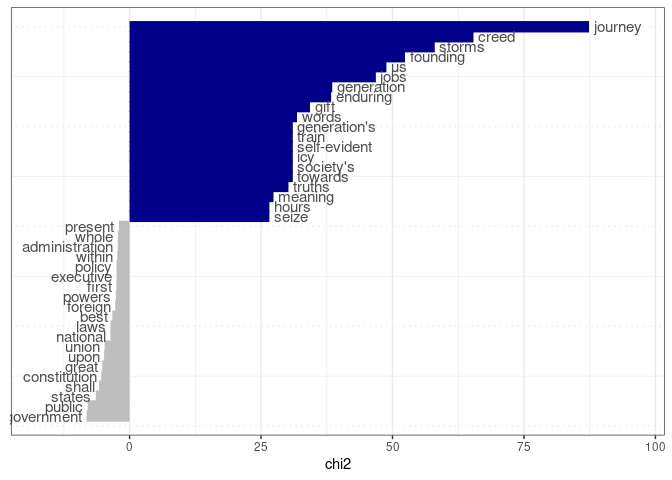 journey
creed
storms
founding
us
jobs
generation
enduring
gift
words
generation's
train
self-evident
icy
society's
towards
truths
meaning
hours
seize
present
whole
administration
within
policy
executive
first
powers
foreign
best
laws
national
union
upon
great
constitution
shall
states
public
government
0 25 50 75 100
chi2